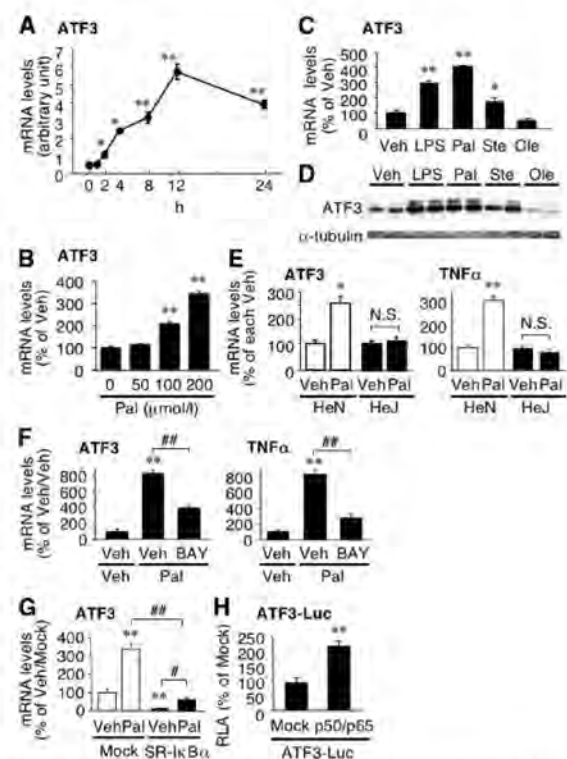 A ATF3
mRNA levels
(arbitrary unit)
7
6
5
4
3
2
1
0
**
**
**
*
*
0 2 4 8 12 24
h
B ATF3
mRNA levels
(% of Veh)
400
300
200
100
0
**
**
0 50 100 200
Pal (μmol/l)
C ATF3
mRNA levels
(% of Veh)
500
400
300
200
100
0
**
**
*
Veh LPS Pal Ste Ole
D Veh LPS Pal Ste Ole
ATF3
α-tubulin
E ATF3
mRNA levels
(% of each Veh)
300
200
100
0
*
N.S.
Veh Pal Veh Pal
HeN HeJ
TNFα
300
200
100
0
**
N.S.
Veh Pal Veh Pal
HeN HeJ
F ATF3
mRNA levels
(% of Veh/Veh)
800
600
400
200
0
##
**
Veh Veh BAY
Veh Pal
TNFα
800
600
400
200
0
##
**
Veh Veh BAY
Veh Pal
G ATF3
mRNA levels
(% of Veh/Mock)
400
300
200
100
0
##
**
#
**
Veh Pal Veh Pal
Mock SR-IκBα
H ATF3-Luc
RLA (% of Mock)
250
200
150
100
50
0
**
Mock p50/p65
ATF3-Luc